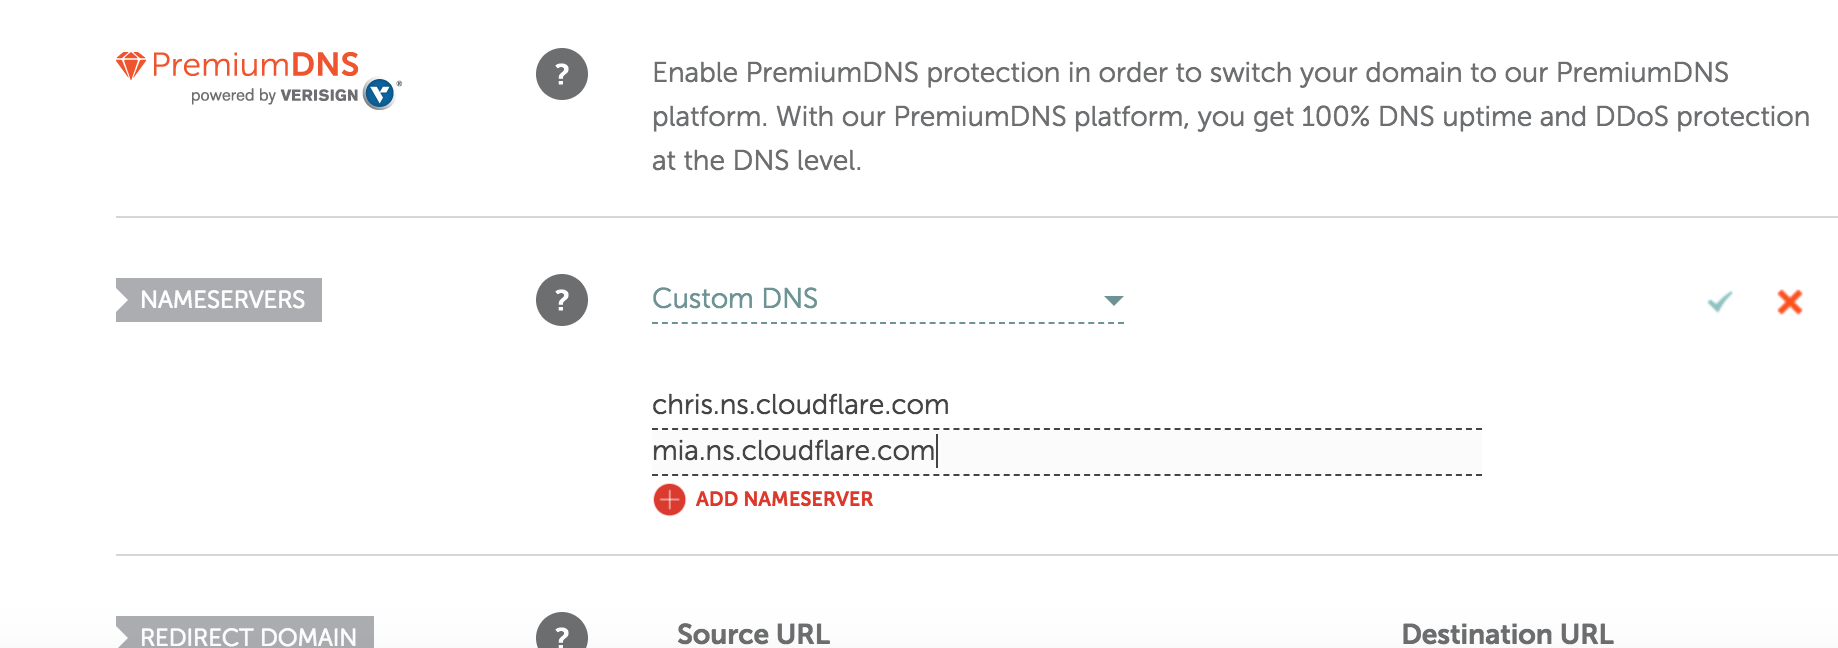 PremiumDNS
powered by VERISIGN
?
Enable PremiumDNS protection in order to switch your domain to our PremiumDNS
platform. With our PremiumDNS platform, you get 100% DNS uptime and DDoS protection
at the DNS level.
NAMESERVERS
?
Custom DNS
chris.ns.cloudflare.com
mia.ns.cloudflare.com
ADD NAMESERVER
REDIRECT DOMAIN
?
Source URL
Destination URL